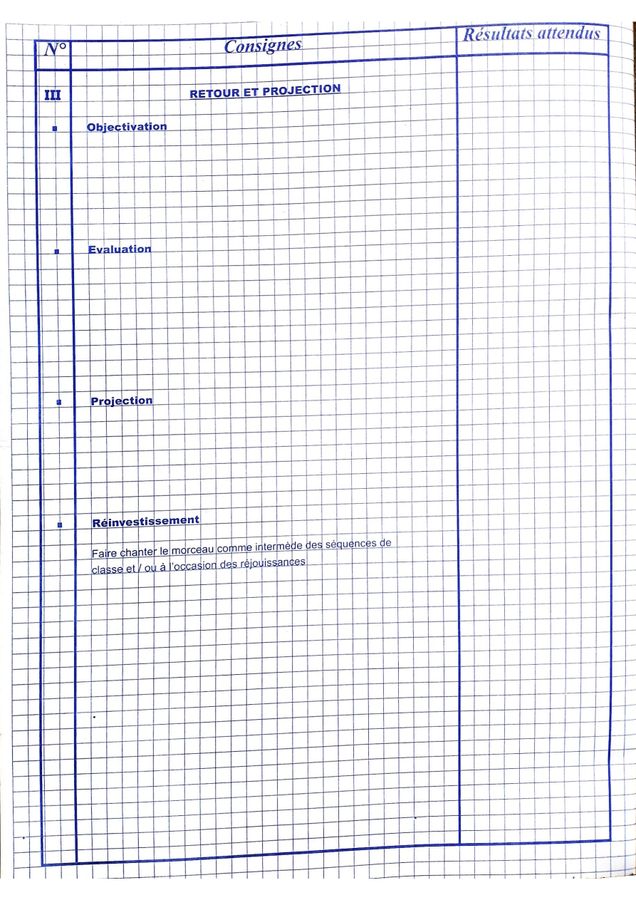 N° Consignes Résultats attendus
III RETOUR ET PROJECTION
▪ Objectivation
▪ Evaluation
▪ Projection
▪ Réinvestissement
Faire chanter le morceau comme intermède des séquences de
classe et / ou à l'occasion des réjouissances